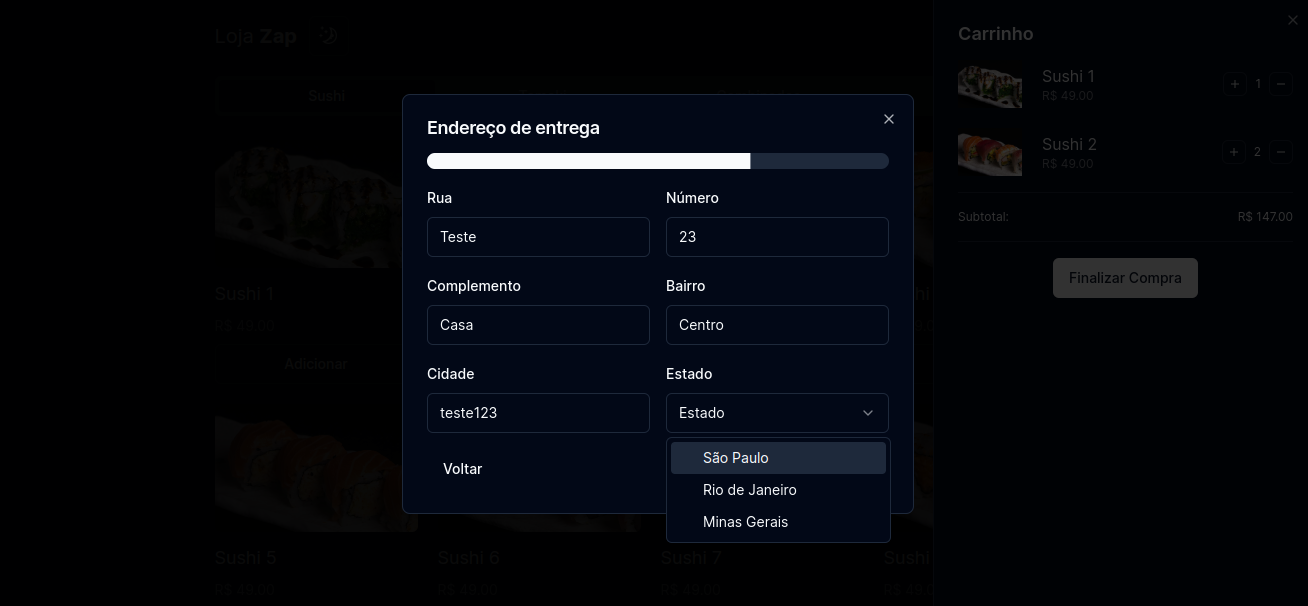 Loja Zap
Sushi
Carrinho
Sushi 1
R$ 49.00
1
Sushi 2
R$ 49.00
2
Subtotal:
R$ 147.00
Finalizar Compra
Endereço de entrega
Rua
Número
Teste
23
Complemento
Bairro
Casa
Centro
Cidade
Estado
teste123
Estado
São Paulo
Rio de Janeiro
Minas Gerais
Voltar
Sushi 1
R$ 49.00
Adicionar
Sushi 5
Sushi 6
Sushi 7
Sushi
R$ 49.00
R$ 49.00
R$ 49.00